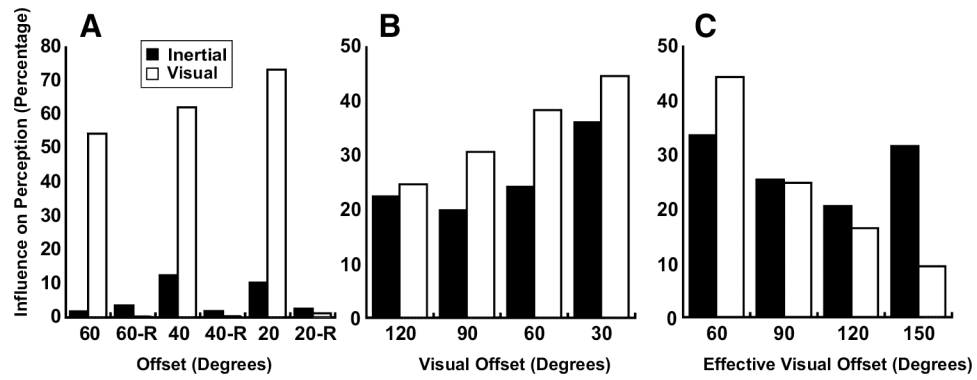 A
B
C
Influence on Perception (Percentage)
80
70
60
50
40
30
20
10
0
Inertial
Visual
60 60-R 40 40-R 20 20-R
Offset (Degrees)
50
40
30
20
10
0
120 90 60 30
Visual Offset (Degrees)
50
40
30
20
10
0
60 90 120 150
Effective Visual Offset (Degrees)